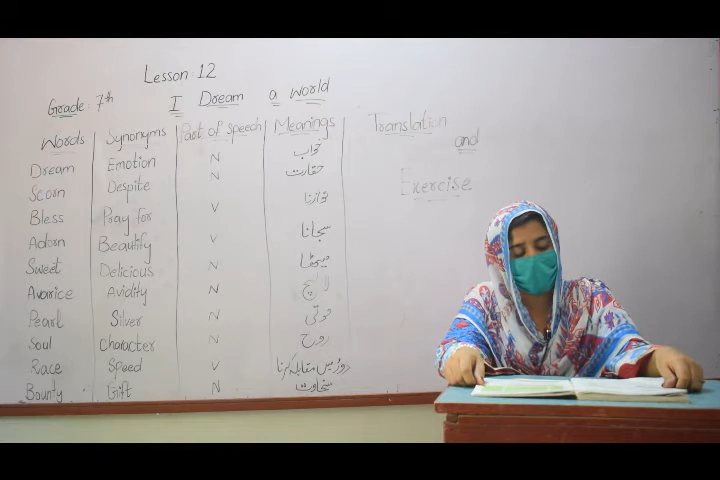 Lesson: 12
Grade: 7th I Dream a world
Words Synonyms Part of Speech Meanings
Dream Emotion N خواب
Scorn Despite N حقارت
Bless Pray for V نوازنا
Adorn Beautify V سجانا
Sweet Delicious N میٹھا
Avarrice Avidity N لالچ
Pearl Silver N موتی
Soul Character N روح
Race Speed V دوڑ میں مقابلہ کرنا
Bounty Gift N سخاوت
Translation
and
Exercise